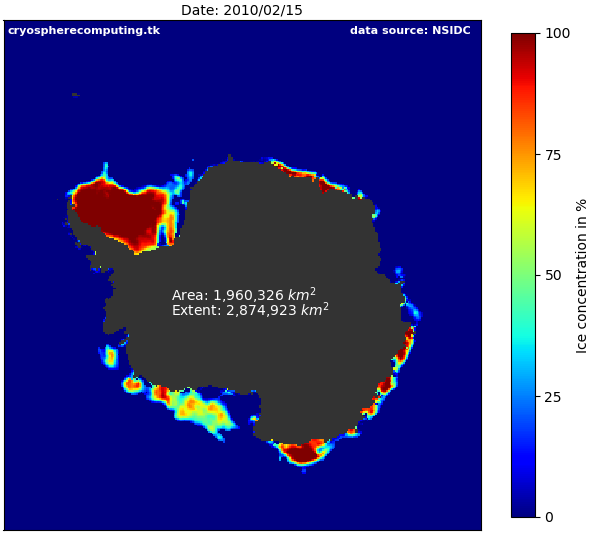 Date: 2010/02/15
cryospherecomputing.tk
data source: NSIDC
Area: 1,960,326 km²
Extent: 2,874,923 km²
100
75
50
25
0
Ice concentration in %